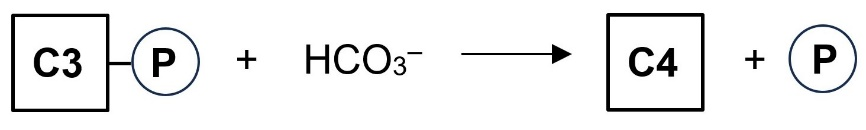 C3 P + HCO₃⁻ C4 + P